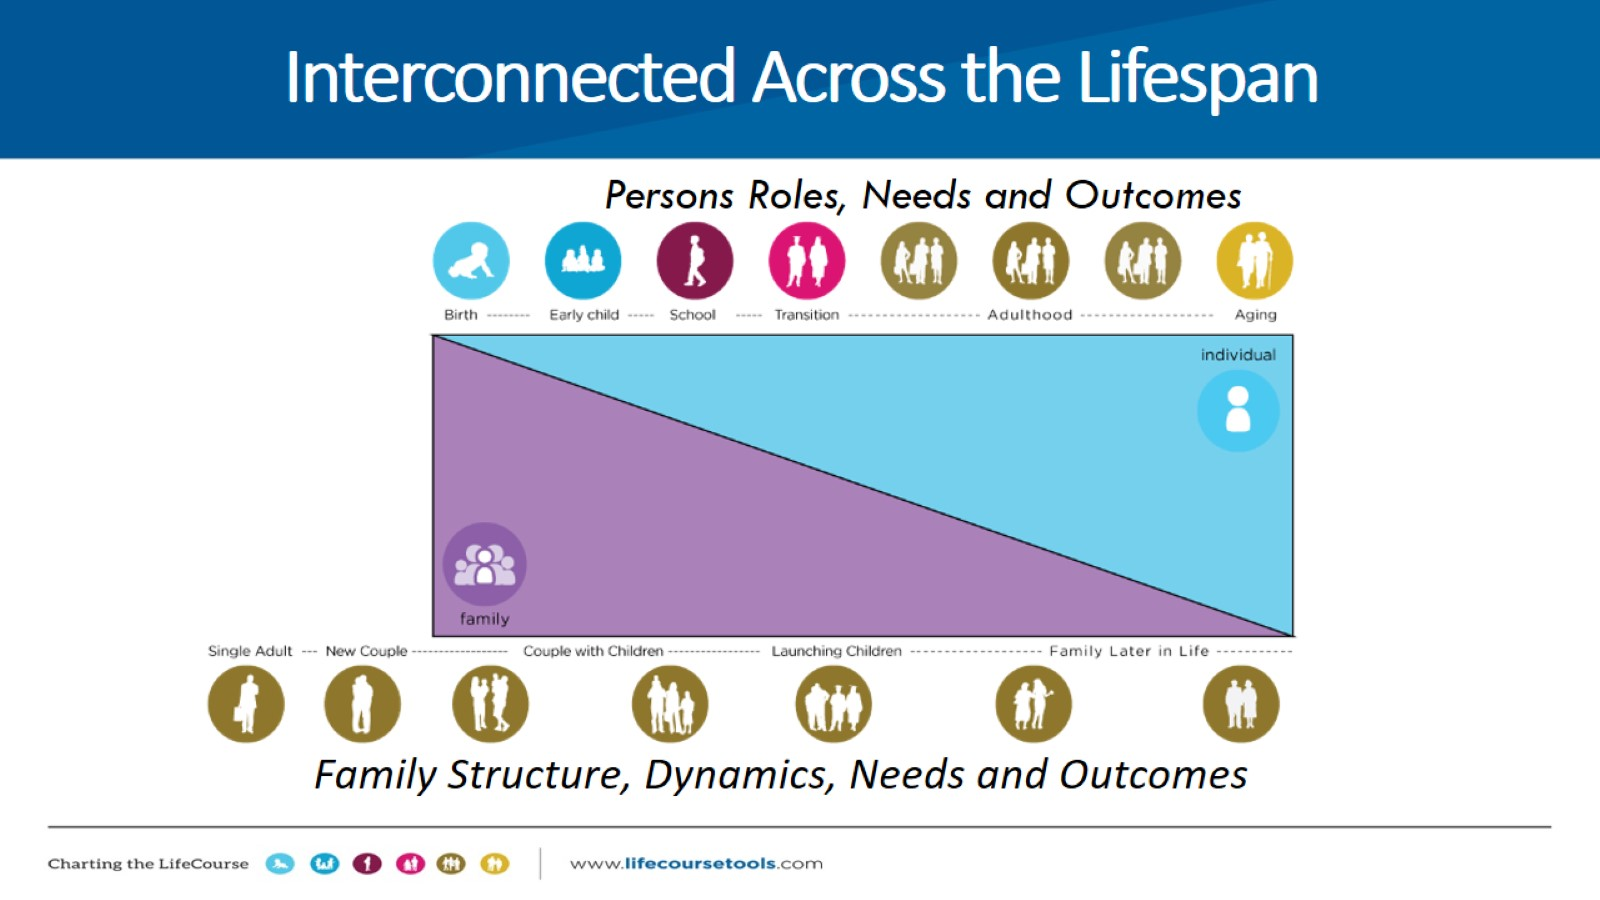 Interconnected Across the Lifespan
Persons Roles, Needs and Outcomes
Birth -------- Early child ----- School ----- Transition -------------------- Adulthood -------------------- Aging
individual
family
Single Adult --- New Couple --------------- Couple with Children -------------- Launching Children -------------------- Family Later in Life ------------
Family Structure, Dynamics, Needs and Outcomes
Charting the LifeCourse www.lifecoursetools.com